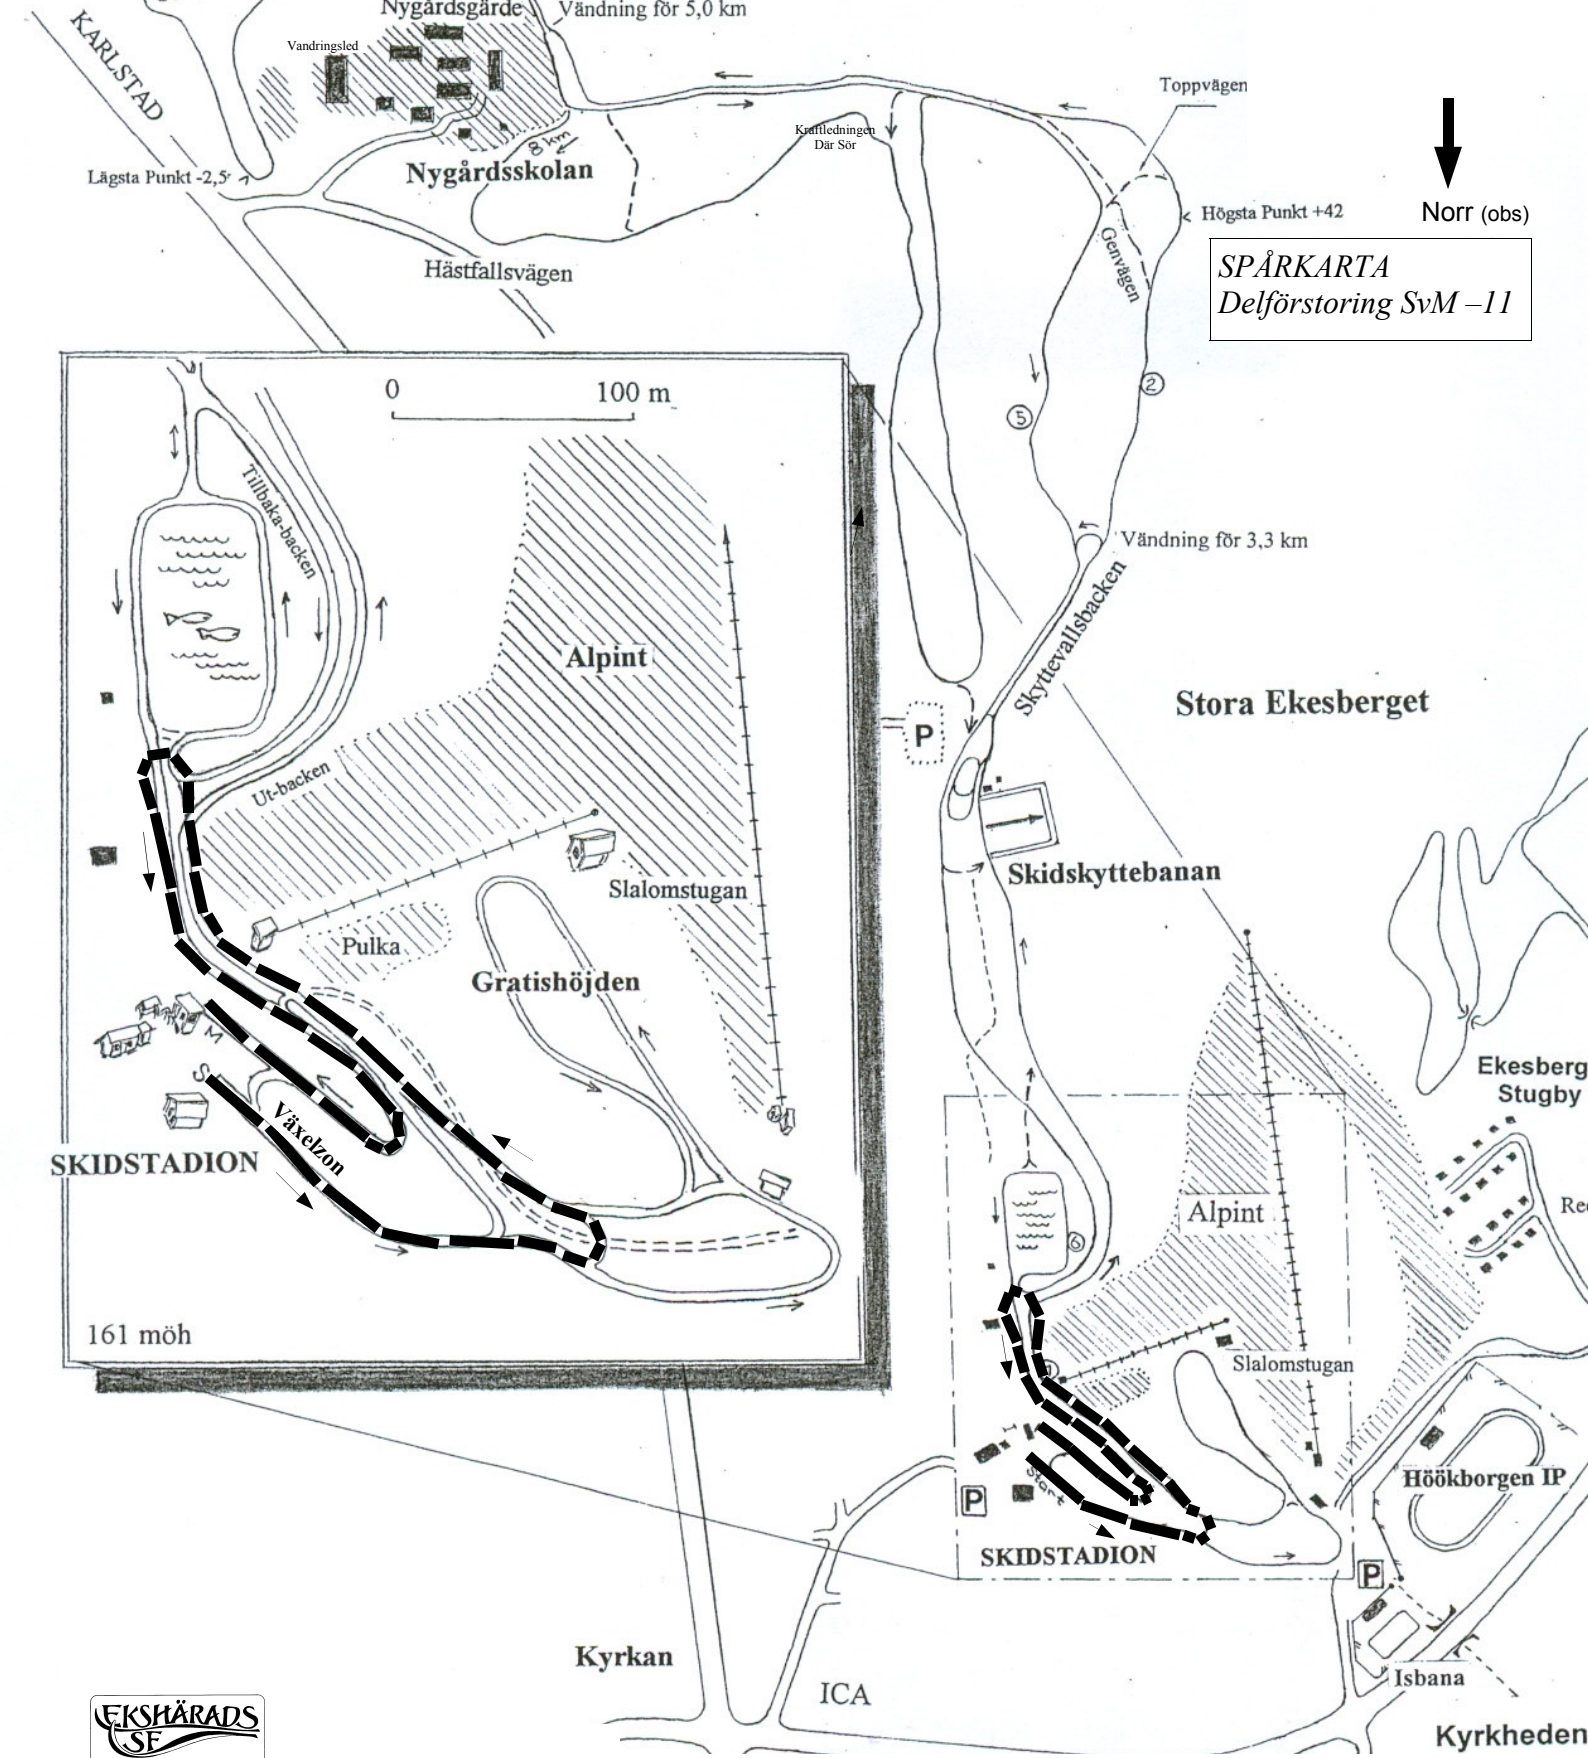 Nygårdsgärde
Vändning för 5,0 km
KARLSTAD
Vandringsled
Toppvägen
Kraftledningen
Där Sör
8 km
Nygårdsskolan
Lägsta Punkt -2,5
Högsta Punkt +42
Norr (obs)
Genvägen
SPÅRKARTA
Delförstoring SvM –11
Hästfallsvägen
0 100 m
2
5
Tillbaka-backen
Vändning för 3,3 km
Skyttevallsbacken
Alpint
Stora Ekesberget
P
Ut-backen
Skidskyttebanan
Slalomstugan
Pulka
Gratishöjden
M
S
Växelzon
SKIDSTADION
Ekesberg
Stugby
Alpint
Re
6
161 möh
Slalomstugan
Höökborgen IP
P
Start
SKIDSTADION
P
Kyrkan
ICA
Isbana
EKSHÄRADS
SF
Kyrkheden